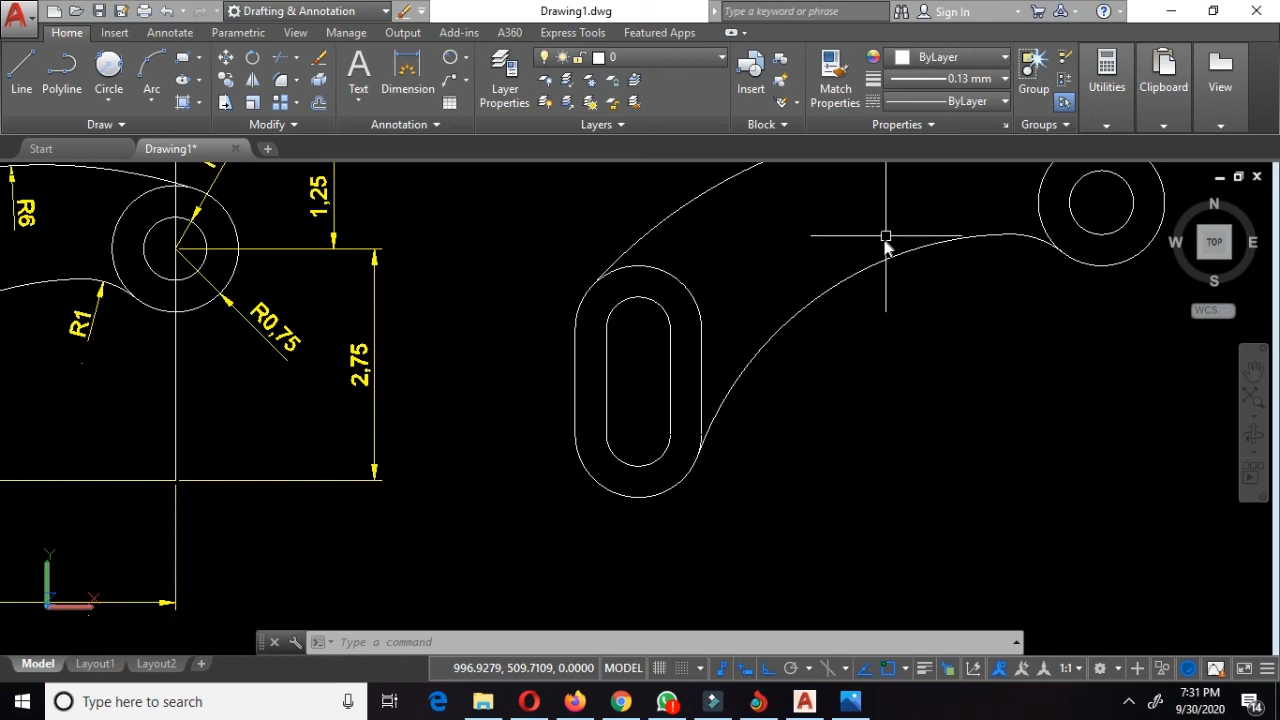 Drafting & Annotation
Drawing1.dwg
Type a keyword or phrase
Sign In
Home Insert Annotate Parametric View Manage Output Add-ins A360 Express Tools Featured Apps
Line
Polyline
Circle
Arc
Text
Dimension
Layer
Properties
0
Insert
Match
Properties
ByLayer
0.13 mm
ByLayer
Group
Utilities
Clipboard
View
Draw
Modify
Annotation
Layers
Block
Properties
Groups
Start
Drawing1*
R6
1,25
R1
R0,75
2,75
N
W TOP E
S
WCS
Y
X
Type a command
Model Layout1 Layout2
996.9279, 509.7109, 0.0000 MODEL
1:1
Type here to search
7:31 PM
9/30/2020
14